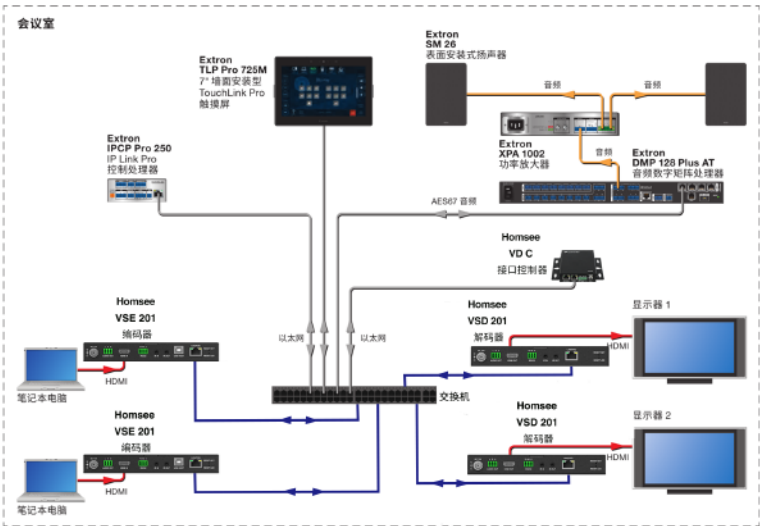 会议室
Extron
TLP Pro 725M
7" 墙面安装型
TouchLink Pro
触摸屏
Extron
SM 26
表面安装式扬声器
音频
音频
Extron
IPCP Pro 250
IP Link Pro
控制处理器
Extron
XPA 1002
功率放大器
音频
Extron
DMP 128 Plus AT
音频数字矩阵处理器
AES67 音频
Homsee
VD C
接口控制器
Homsee
VSE 201
编码器
HDMI
笔记本电脑
以太网
以太网
Homsee
VSD 201
解码器
HDMI
显示器 1
交换机
Homsee
VSE 201
编码器
HDMI
笔记本电脑
Homsee
VSD 201
解码器
HDMI
显示器 2